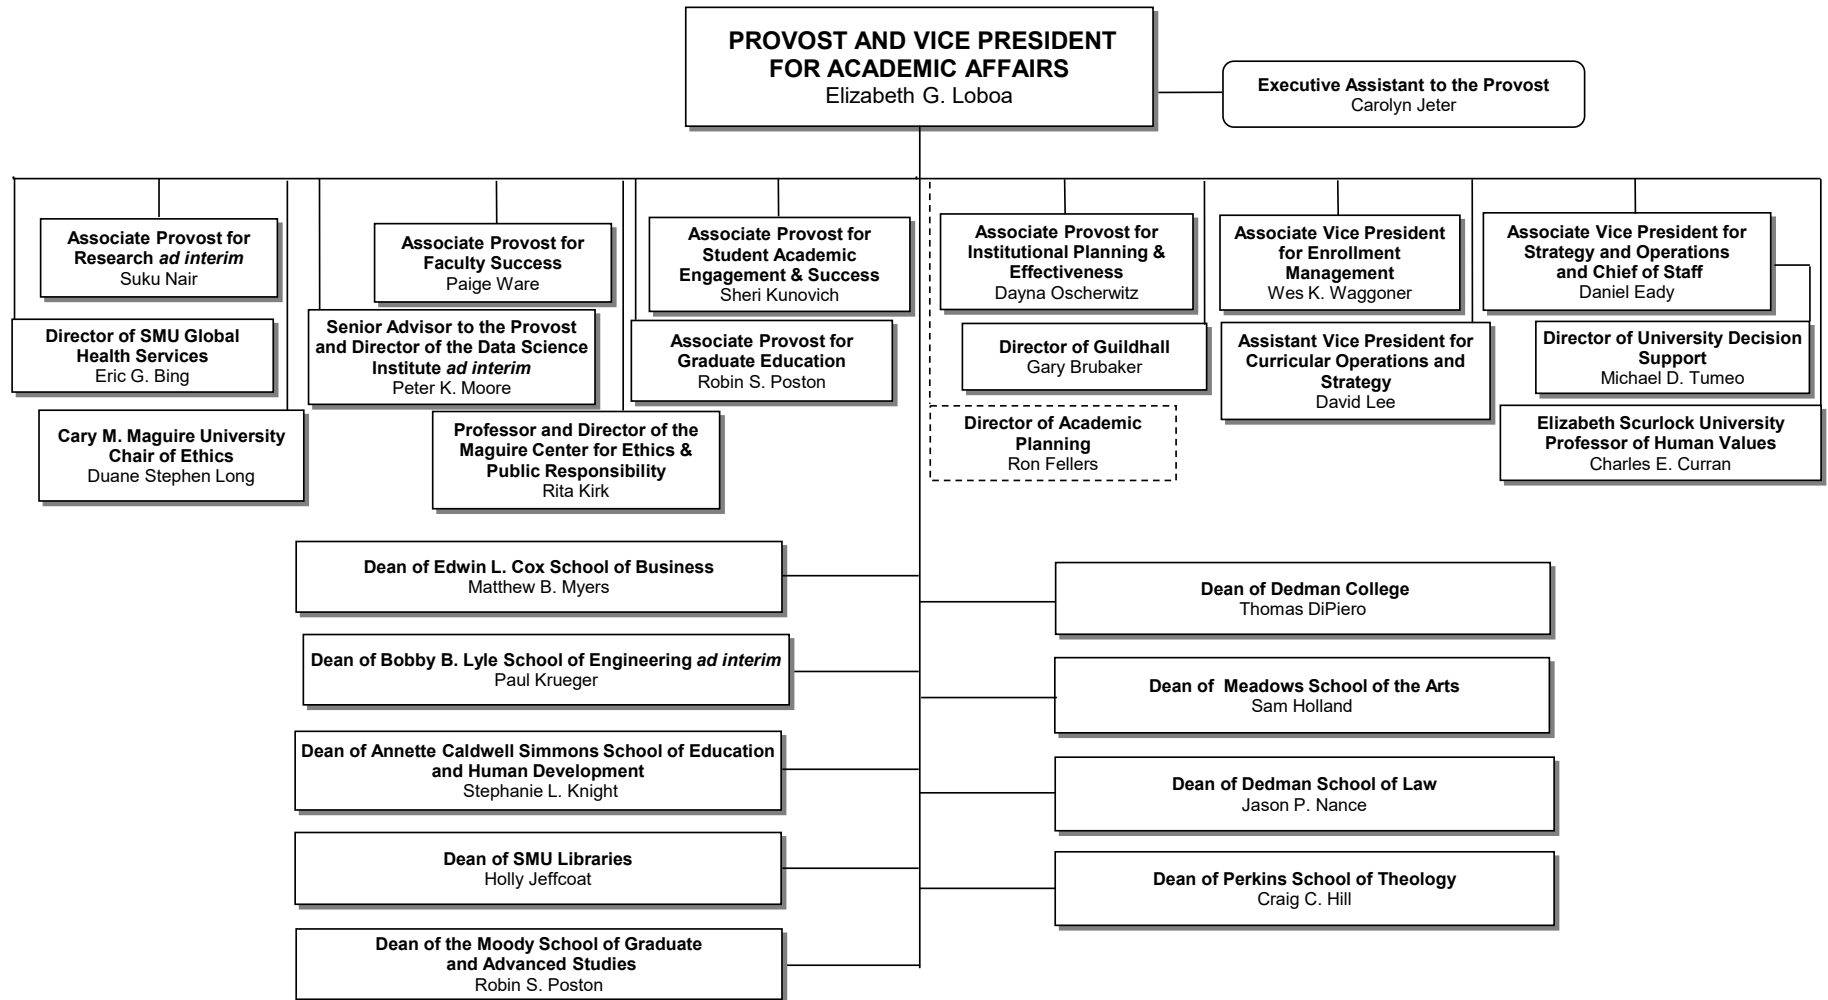 PROVOST AND VICE PRESIDENT
FOR ACADEMIC AFFAIRS
Elizabeth G. Loboa
Executive Assistant to the Provost
Carolyn Jeter
Associate Provost for
Research ad interim
Suku Nair
Associate Provost for
Faculty Success
Paige Ware
Associate Provost for
Student Academic
Engagement & Success
Sheri Kunovich
Associate Provost for
Institutional Planning &
Effectiveness
Dayna Oscherwitz
Associate Vice President
for Enrollment
Management
Wes K. Waggoner
Associate Vice President for
Strategy and Operations
and Chief of Staff
Daniel Eady
Director of SMU Global
Health Services
Eric G. Bing
Senior Advisor to the Provost
and Director of the Data Science
Institute ad interim
Peter K. Moore
Associate Provost for
Graduate Education
Robin S. Poston
Director of Guildhall
Gary Brubaker
Assistant Vice President for
Curricular Operations and
Strategy
David Lee
Director of University Decision
Support
Michael D. Tumeo
Cary M. Maguire University
Chair of Ethics
Duane Stephen Long
Professor and Director of the
Maguire Center for Ethics &
Public Responsibility
Rita Kirk
Director of Academic
Planning
Ron Fellers
Elizabeth Scurlock University
Professor of Human Values
Charles E. Curran
Dean of Edwin L. Cox School of Business
Matthew B. Myers
Dean of Dedman College
Thomas DiPiero
Dean of Bobby B. Lyle School of Engineering ad interim
Paul Krueger
Dean of Meadows School of the Arts
Sam Holland
Dean of Annette Caldwell Simmons School of Education
and Human Development
Stephanie L. Knight
Dean of Dedman School of Law
Jason P. Nance
Dean of SMU Libraries
Holly Jeffcoat
Dean of Perkins School of Theology
Craig C. Hill
Dean of the Moody School of Graduate
and Advanced Studies
Robin S. Poston